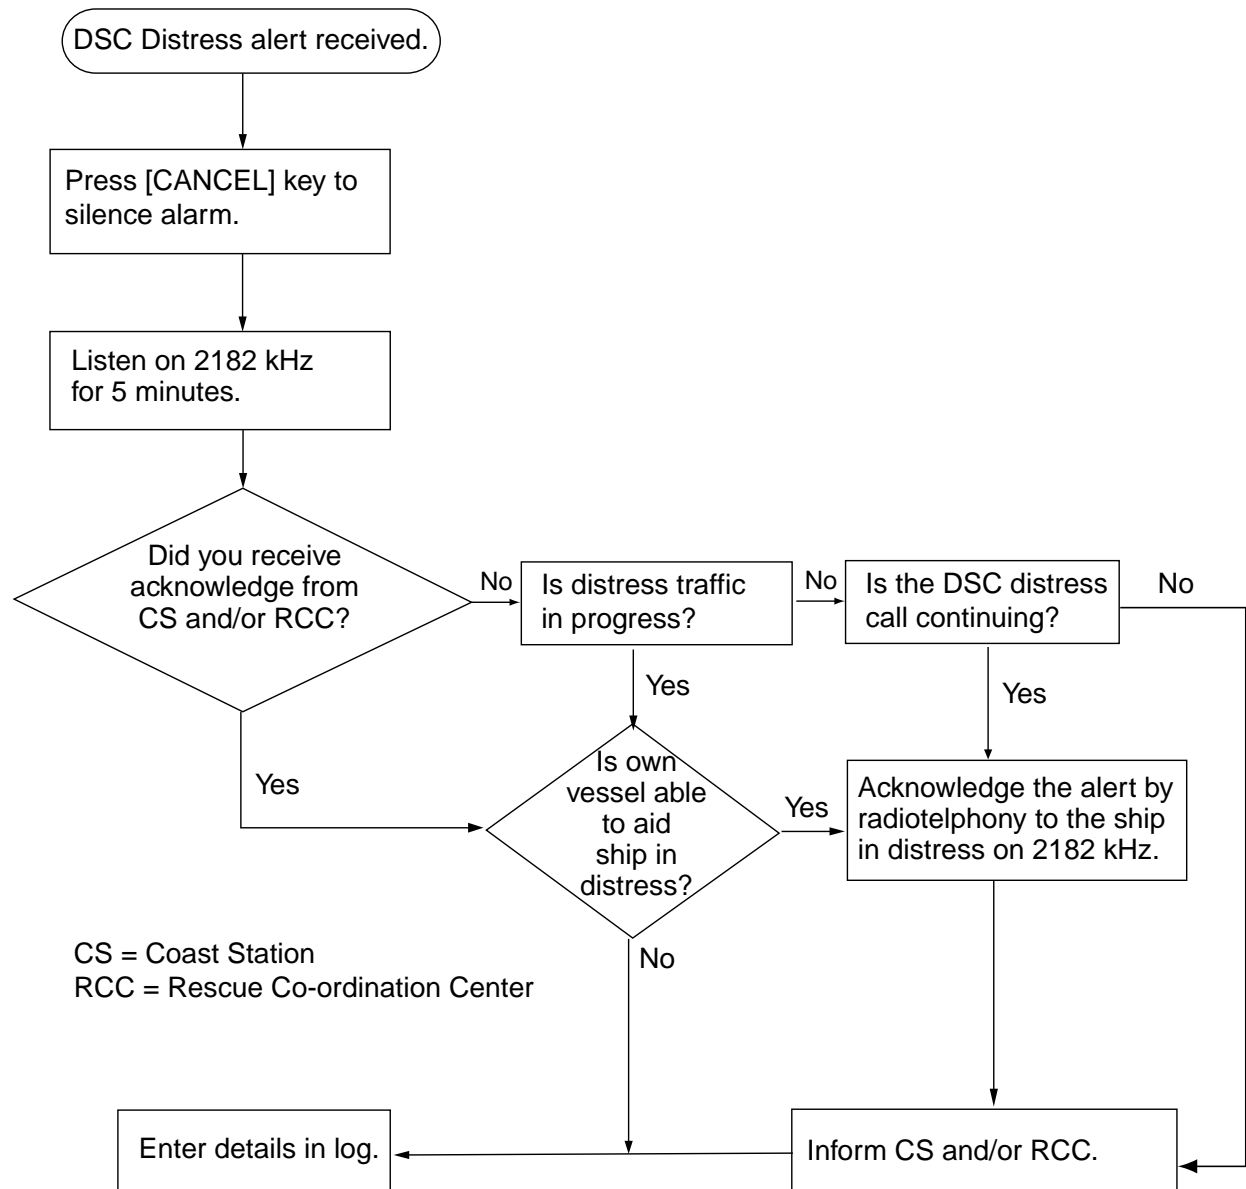 DSC Distress alert received.
Press [CANCEL] key to
silence alarm.
Listen on 2182 kHz
for 5 minutes.
Did you receive
acknowledge from
CS and/or RCC?
No
Is distress traffic
in progress?
No
Is the DSC distress
call continuing?
No
Yes
Yes
Yes
Is own
vessel able
to aid
ship in
distress?
Yes
Acknowledge the alert by
radiotelphony to the ship
in distress on 2182 kHz.
No
CS = Coast Station
RCC = Rescue Co-ordination Center
Enter details in log.
Inform CS and/or RCC.